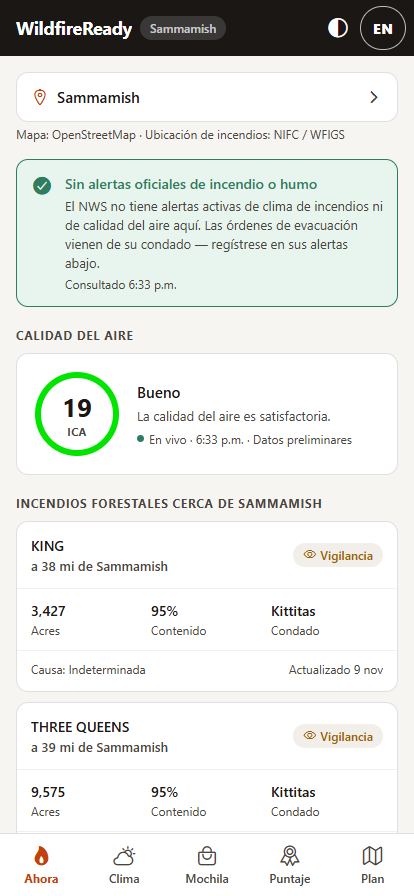 WildfireReady Sammamish EN
Sammamish
Mapa: OpenStreetMap · Ubicación de incendios: NIFC / WFIGS
Sin alertas oficiales de incendio o humo
El NWS no tiene alertas activas de clima de incendios ni
de calidad del aire aquí. Las órdenes de evacuación
vienen de su condado — regístrese en sus alertas
abajo.
Consultado 6:33 p.m.
CALIDAD DEL AIRE
19
ICA
Bueno
La calidad del aire es satisfactoria.
En vivo · 6:33 p.m. · Datos preliminares
INCENDIOS FORESTALES CERCA DE SAMMAMISH
KING
a 38 mi de Sammamish
Vigilancia
3,427 95% Kittitas
Acres Contenido Condado
Causa: Indeterminada Actualizado 9 nov
THREE QUEENS
a 39 mi de Sammamish
Vigilancia
9,575 95% Kittitas
Acres Contenido Condado
Ahora Clima Mochila Puntaje Plan